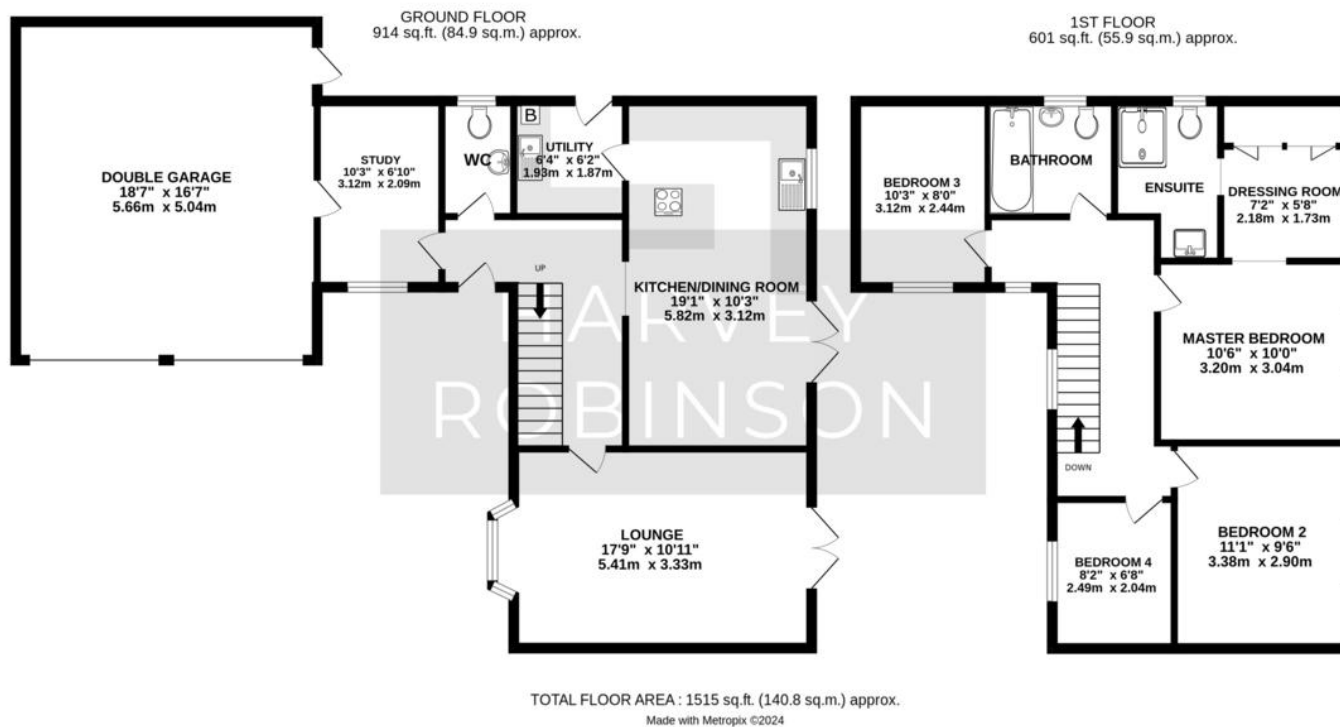 GROUND FLOOR
914 sq.ft. (84.9 sq.m.) approx.
1ST FLOOR
601 sq.ft. (55.9 sq.m.) approx.
DOUBLE GARAGE
18'7" x 16'7"
5.66m x 5.04m
STUDY
10'3" x 6'10"
3.12m x 2.09m
WC
B
UTILITY
6'4" x 6'2"
1.93m x 1.87m
UP
KITCHEN/DINING ROOM
19'1" x 10'3"
5.82m x 3.12m
LOUNGE
17'9" x 10'11"
5.41m x 3.33m
BEDROOM 3
10'3" x 8'0"
3.12m x 2.44m
BATHROOM
ENSUITE
DRESSING ROOM
7'2" x 5'8"
2.18m x 1.73m
MASTER BEDROOM
10'6" x 10'0"
3.20m x 3.04m
DOWN
BEDROOM 2
11'1" x 9'6"
3.38m x 2.90m
BEDROOM 4
8'2" x 6'8"
2.49m x 2.04m
HARVEY
ROBINSON
TOTAL FLOOR AREA : 1515 sq.ft. (140.8 sq.m.) approx.
Made with Metropix ©2024